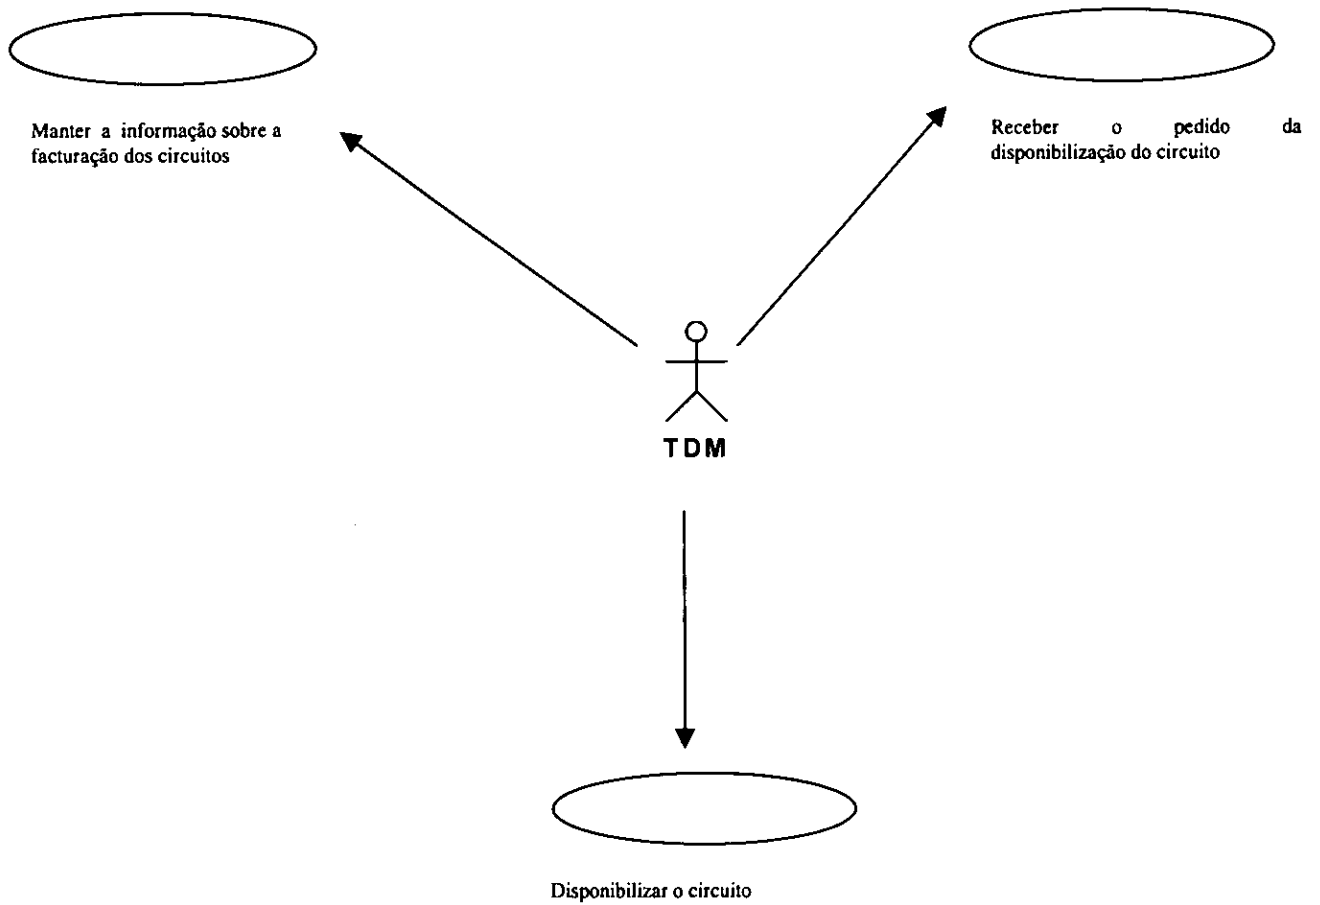 Manter a informação sobre a
facturação dos circuitos
Receber o pedido da
disponibilização do circuito
TDM
Disponibilizar o circuito